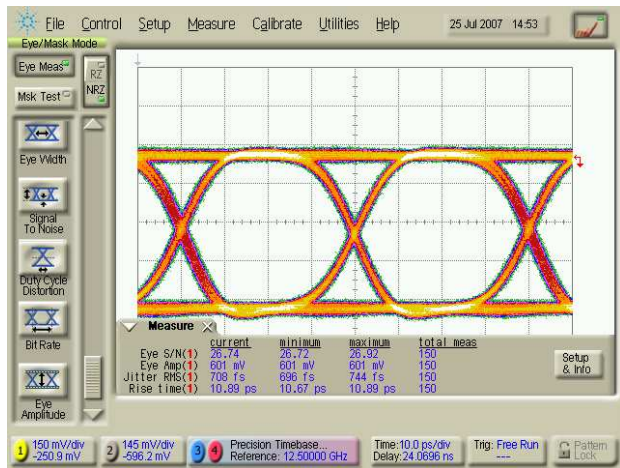 File Control Setup Measure Calibrate Utilities Help 25 Jul 2007 14:53
Eye/Mask Mode
Eye Meas
RZ
NRZ
Msk Test
Eye Width
Signal
To Noise
Duty Cycle
Distortion
Bit Rate
Eye
Amplitude
Measure
current minimum maximum total meas
Eye S/N(1) 26.74 26.72 26.92 150
Eye Amp(1) 601 mV 601 mV 601 mV 150
Jitter RMS(1) 708 fs 696 fs 744 fs 150
Rise time(1) 10.89 ps 10.67 ps 10.89 ps 150
Setup
& Info
1 150 mV/div
-250.9 mV
2 145 mV/div
-596.2 mV
3 4 Precision Timebase...
Reference: 12.50000 GHz
Time:10.0 ps/div
Delay:24.0696 ns
Trig: Free Run
---
Pattern
Lock